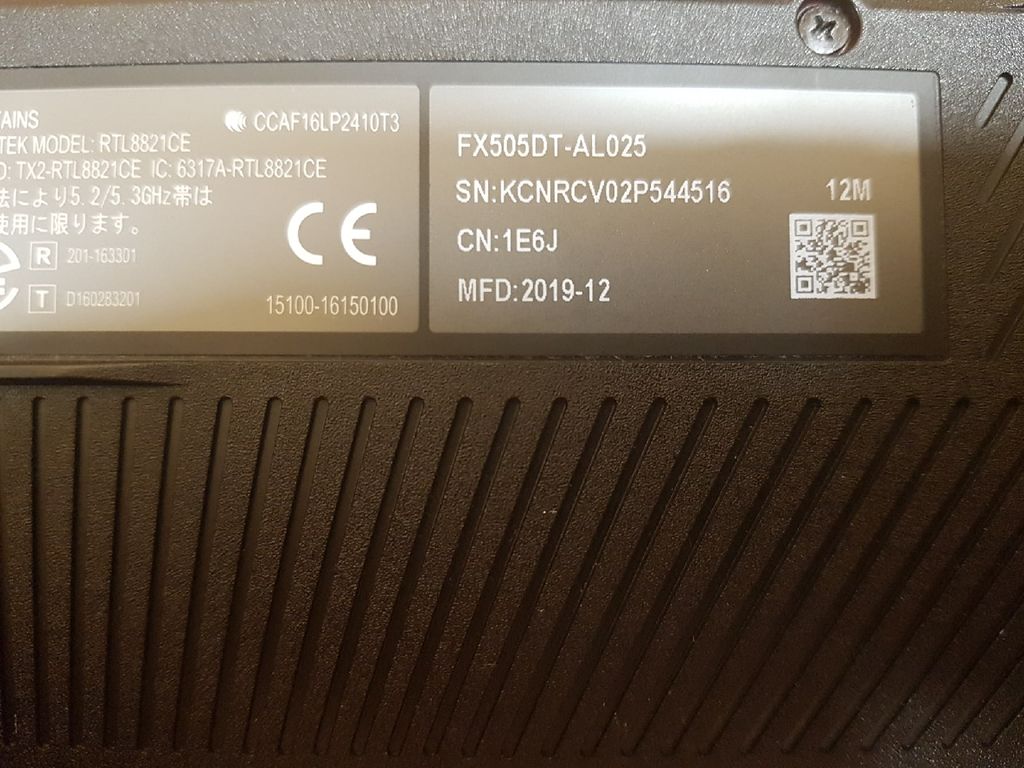 TAINS
TEK MODEL: RTL8821CE
D: TX2-RTL8821CE IC: 6317A-RTL8821CE
法により5.2/5.3GHz帯は
使用に限ります。
R 201-163301
T D160283201
CCAF16LP2410T3
CE
15100-16150100
FX505DT-AL025
SN:KCNRCV02P544516
12M
CN:1E6J
MFD:2019-12